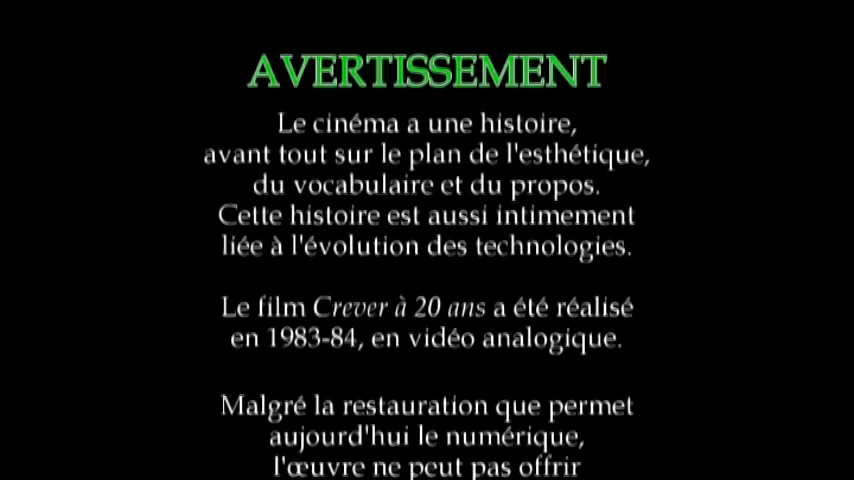 AVERTISSEMENT
Le cinéma a une histoire,
avant tout sur le plan de l'esthétique,
du vocabulaire et du propos.
Cette histoire est aussi intimement
liée à l'évolution des technologies.
Le film Crever à 20 ans a été réalisé
en 1983-84, en vidéo analogique.
Malgré la restauration que permet
aujourd'hui le numérique,
l'œuvre ne peut pas offrir